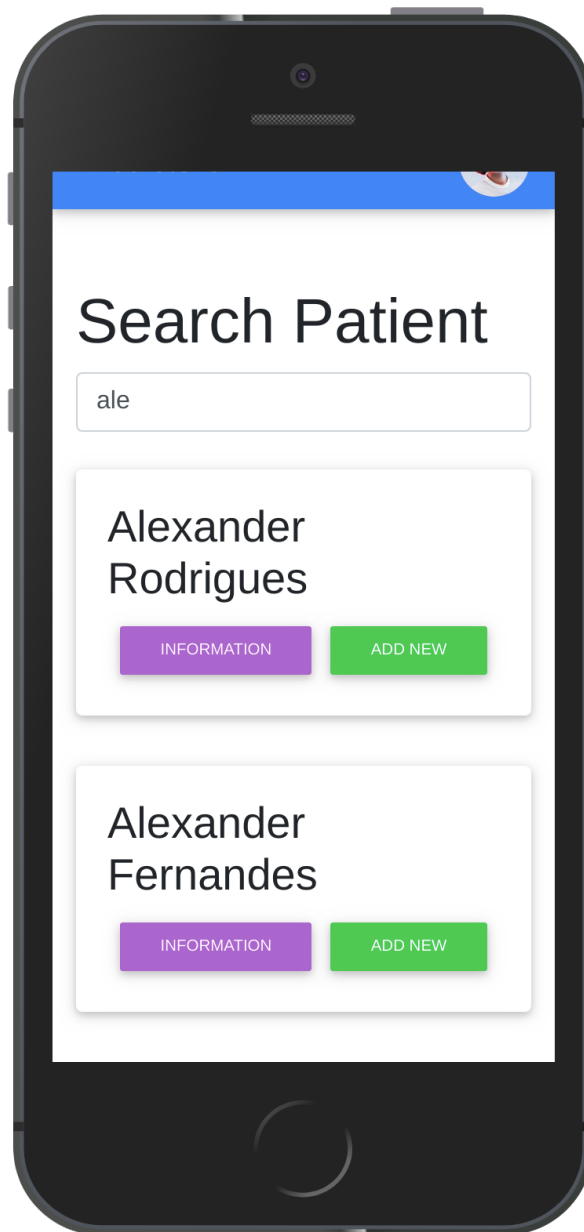 Search Patient
ale
Alexander
Rodrigues
INFORMATION ADD NEW
Alexander
Fernandes
INFORMATION ADD NEW